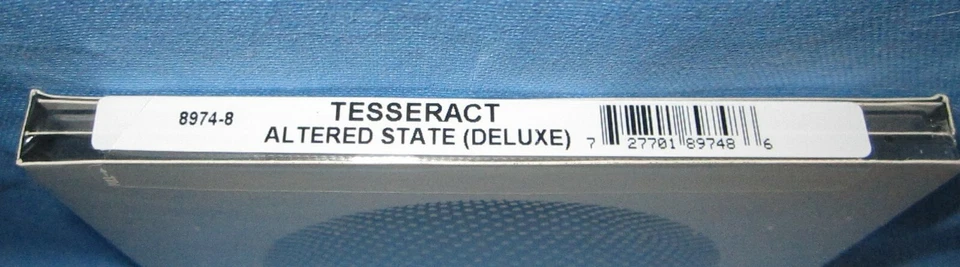 8974-8
TESSERACT
ALTERED STATE (DELUXE)
7 27701 89748 6